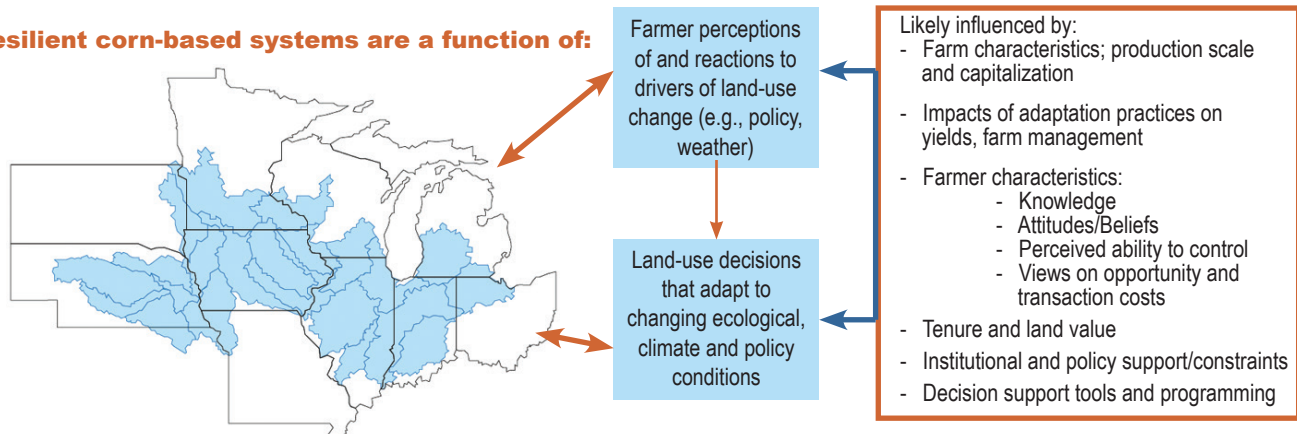 esilient corn-based systems are a function of:
Farmer perceptions
of and reactions to
drivers of land-use
change (e.g., policy,
weather)
Land-use decisions
that adapt to
changing ecological,
climate and policy
conditions
Likely influenced by:
- Farm characteristics; production scale
and capitalization
- Impacts of adaptation practices on
yields, farm management
- Farmer characteristics:
- Knowledge
- Attitudes/Beliefs
- Perceived ability to control
- Views on opportunity and
transaction costs
- Tenure and land value
- Institutional and policy support/constraints
- Decision support tools and programming